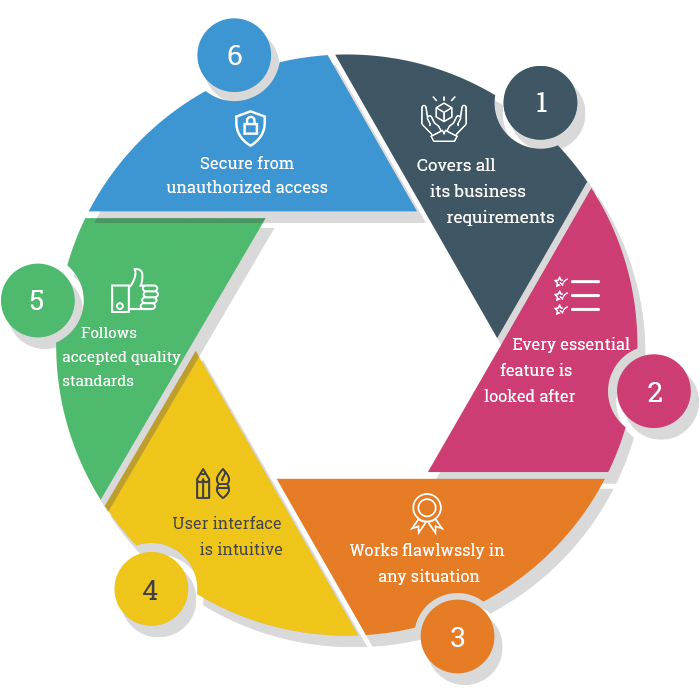 1
Covers all
its business
requirements
2
Every essential
feature is
looked after
3
Works flawlwssly in
any situation
4
User interface
is intuitive
5
Follows
accepted quality
standards
6
Secure from
unauthorized access